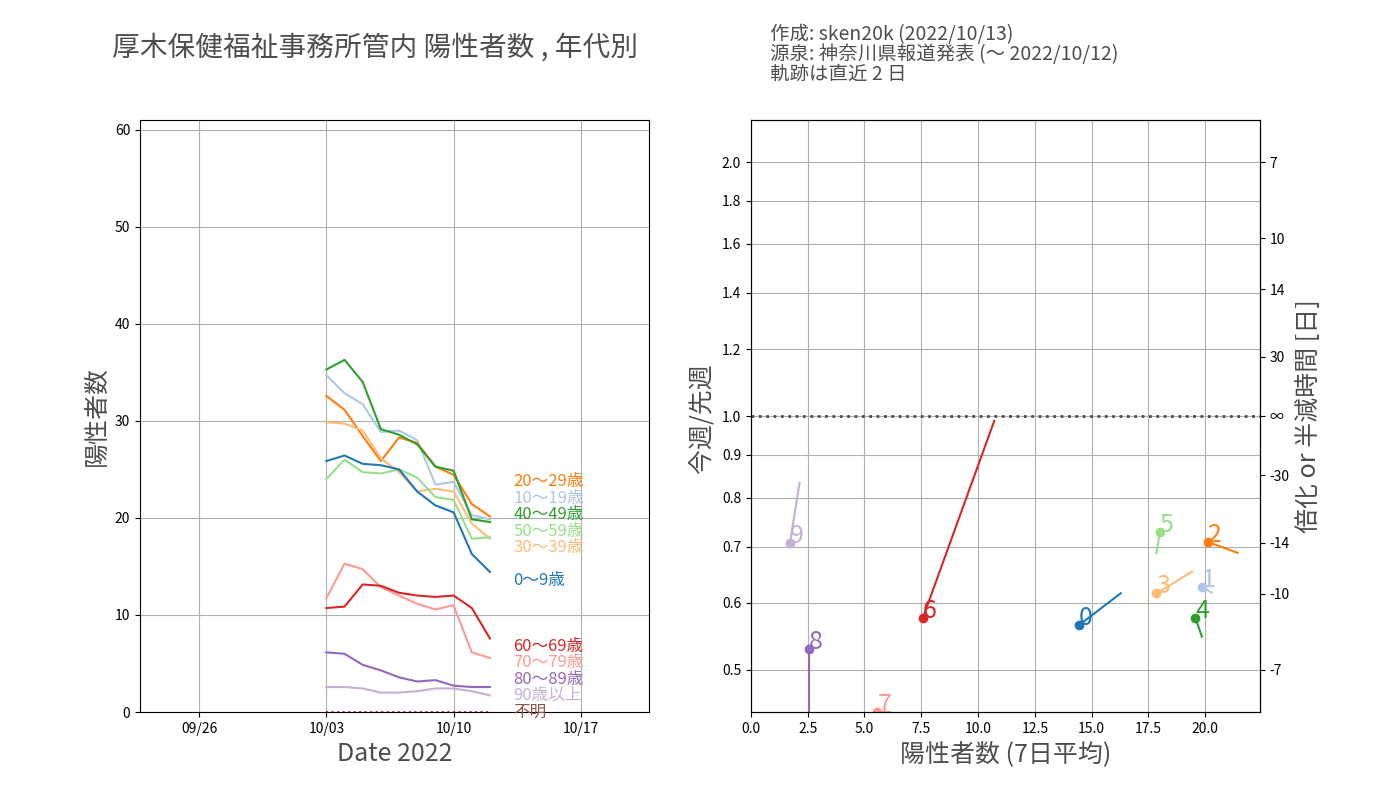 厚木保健福祉事務所管内 陽性者数 , 年代別
作成: sken20k (2022/10/13)
源泉: 神奈川県報道発表 (〜 2022/10/12)
軌跡は直近 2 日
陽性者数
60
50
40
30
20
10
0
09/26
10/03
10/10
10/17
Date 2022
20〜29歳
10〜19歳
40〜49歳
50〜59歳
30〜39歳
0〜9歳
60〜69歳
70〜79歳
80〜89歳
90歳以上
不明
今週/先週
2.0
1.8
1.6
1.4
1.2
1.0
0.9
0.8
0.7
0.6
0.5
0.0
2.5
5.0
7.5
10.0
12.5
15.0
17.5
20.0
陽性者数 (7日平均)
7
10
14
30
∞
-30
-14
-10
-7
倍化 or 半減時間 [日]
9
5
2
3
1
6
0
4
8
7